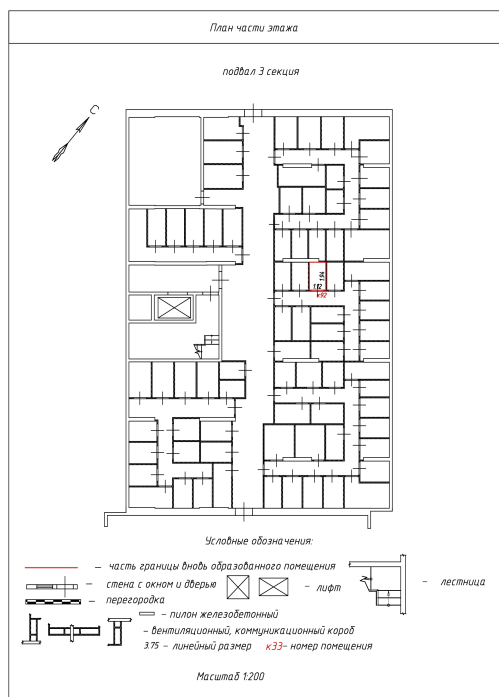 План части этажа
подвал 3 секция
С
1.94
1.82
к92
Условные обозначения:
– часть границы вновь образованного помещения
– стена с окном и дверью
– лифт
– лестница
– перегородка
– пилон железобетонный
– вентиляционный, коммуникационный короб
3.75 – линейный размер к33– номер помещения
Масштаб 1:200